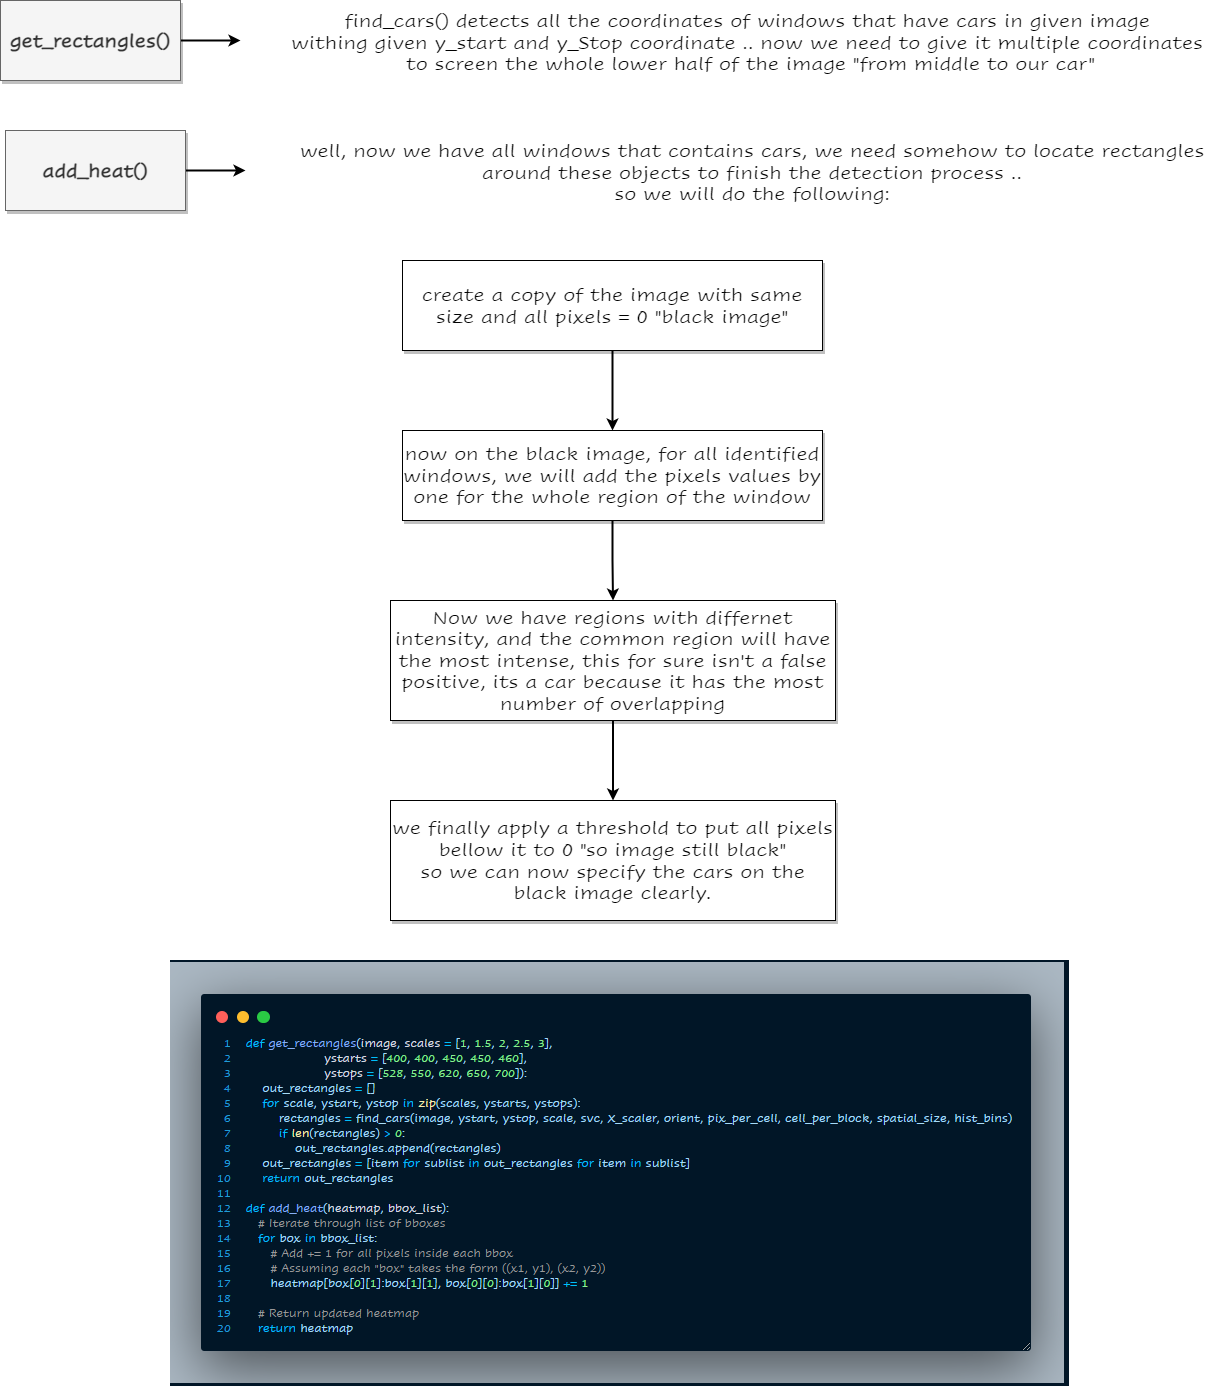 get_rectangles()
find_cars() detects all the coordinates of windows that have cars in given image
withing given y_start and y_Stop coordinate .. now we need to give it multiple coordinates
to screen the whole lower half of the image "from middle to our car"
add_heat()
well, now we have all windows that contains cars, we need somehow to locate rectangles
around these objects to finish the detection process ..
so we will do the following:
create a copy of the image with same
size and all pixels = 0 "black image"
now on the black image, for all identified
windows, we will add the pixels values by
one for the whole region of the window
Now we have regions with differnet
intensity, and the common region will have
the most intense, this for sure isn't a false
positive, its a car because it has the most
number of overlapping
we finally apply a threshold to put all pixels
bellow it to 0 "so image still black"
so we can now specify the cars on the
black image clearly.
1 def get_rectangles(image, scales = [1, 1.5, 2, 2.5, 3],
2 ystarts = [400, 400, 450, 450, 460],
3 ystops = [528, 550, 620, 650, 700]):
4 out_rectangles = []
5 for scale, ystart, ystop in zip(scales, ystarts, ystops):
6 rectangles = find_cars(image, ystart, ystop, scale, svc, X_scaler, orient, pix_per_cell, cell_per_block, spatial_size, hist_bins)
7 if len(rectangles) > 0:
8 out_rectangles.append(rectangles)
9 out_rectangles = [item for sublist in out_rectangles for item in sublist]
10 return out_rectangles
11
12 def add_heat(heatmap, bbox_list):
13 # Iterate through list of bboxes
14 for box in bbox_list:
15 # Add += 1 for all pixels inside each bbox
16 # Assuming each "box" takes the form ((x1, y1), (x2, y2))
17 heatmap[box[0][1]:box[1][1], box[0][0]:box[1][0]] += 1
18
19 # Return updated heatmap
20 return heatmap